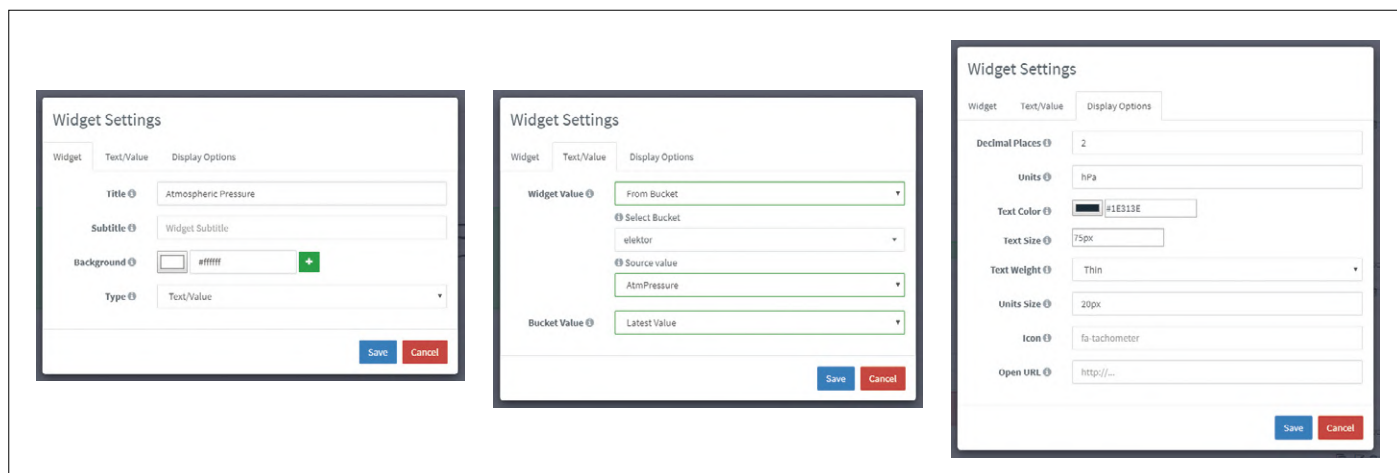 Widget Settings
Widget Text/Value Display Options
Title Atmospheric Pressure
Subtitle Widget Subtitle
Background #ffffff +
Type Text/Value
Save Cancel
Widget Settings
Widget Text/Value Display Options
Widget Value From Bucket
Select Bucket
elektor
Source value
AtmPressure
Bucket Value Latest Value
Save Cancel
Widget Settings
Widget Text/Value Display Options
Decimal Places 2
Units hPa
Text Color #1E313E
Text Size 75px
Text Weight Thin
Units Size 20px
Icon fa-tachometer
Open URL http://...
Save Cancel